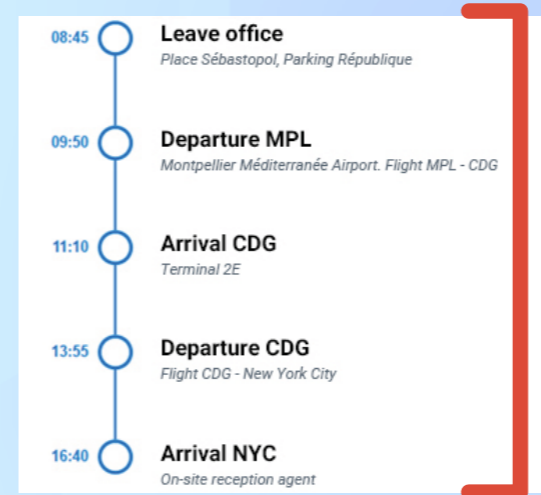 08:45 Leave office
Place Sébastopol, Parking République
09:50 Departure MPL
Montpellier Méditerranée Airport. Flight MPL - CDG
11:10 Arrival CDG
Terminal 2E
13:55 Departure CDG
Flight CDG - New York City
16:40 Arrival NYC
On-site reception agent